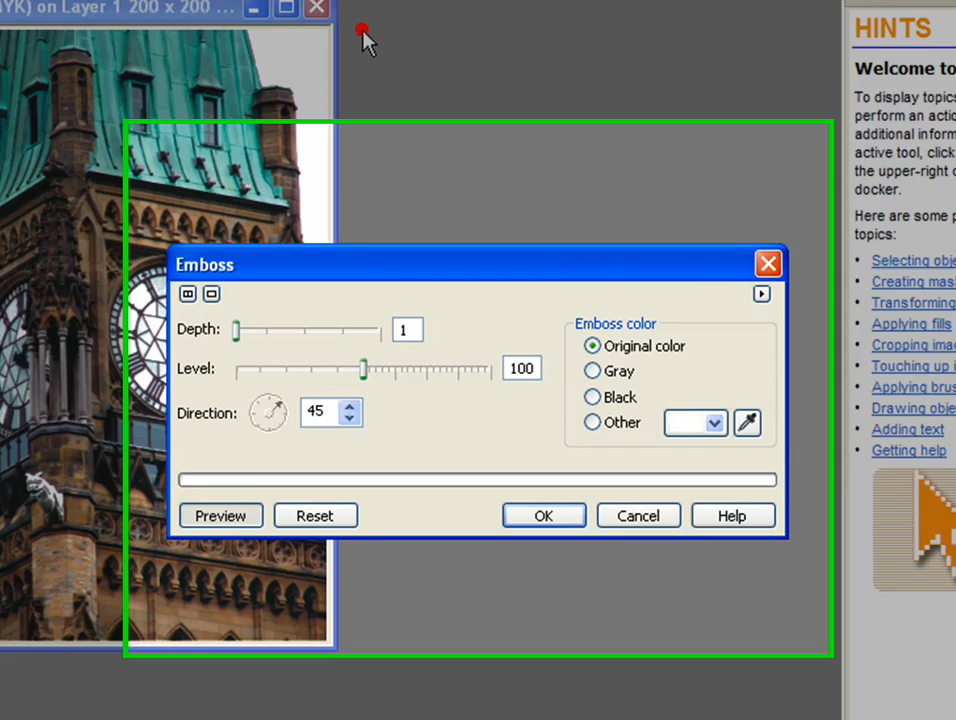 MYK) on Layer 1 200 x 200 ...
HINTS
Welcome to
To display topics
perform an actio
additional inform
active tool, click
the upper-right c
docker.
Here are some p
topics:
Selecting obje
Creating mas
Transforming
Applying fills
Cropping imag
Touching up i
Applying brus
Drawing obje
Adding text
Getting help
Emboss
Depth: 1
Level: 100
Direction: 45
Emboss color
Original color
Gray
Black
Other
Preview Reset OK Cancel Help